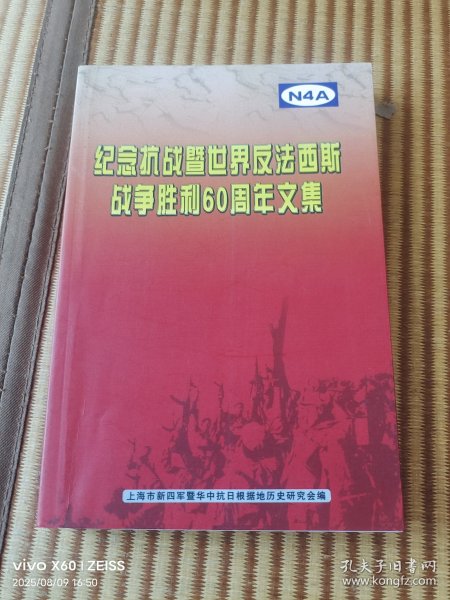 N4A
纪念抗战暨世界反法西斯
战争胜利60周年文集
上海市新四军暨华中抗日根据地历史研究会编
vivo X60 | ZEISS
2025/08/09 16:50
孔夫子旧书网
www.kongfz.com